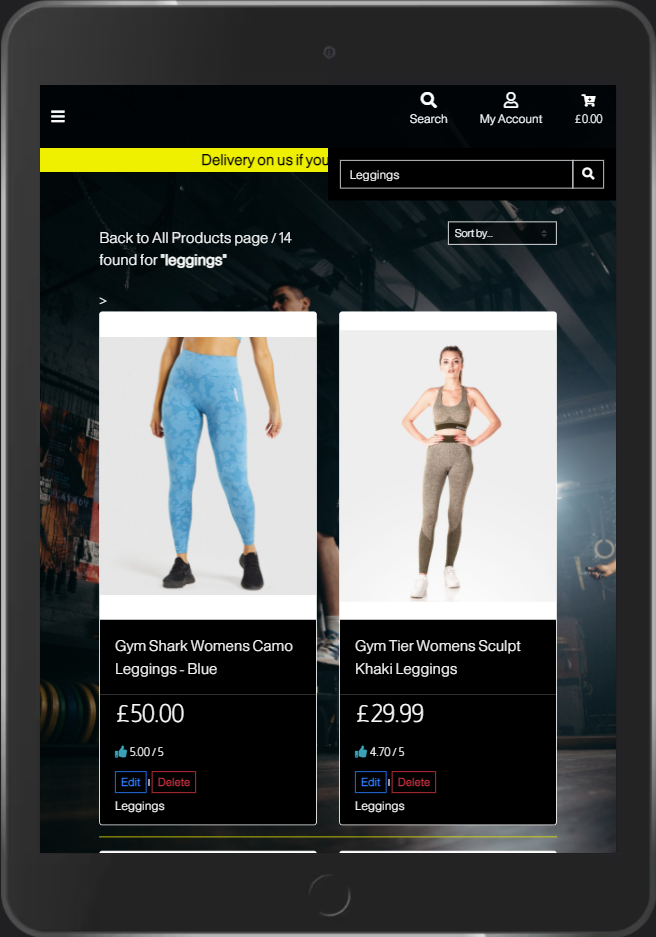 Search
My Account
£0.00
Delivery on us if you
Leggings
Back to All Products page / 14
found for "leggings"
Sort by...
>
Gym Shark Womens Camo
Leggings - Blue
£50.00
5.00 / 5
Edit | Delete
Leggings
Gym Tier Womens Sculpt
Khaki Leggings
£29.99
4.70 / 5
Edit | Delete
Leggings